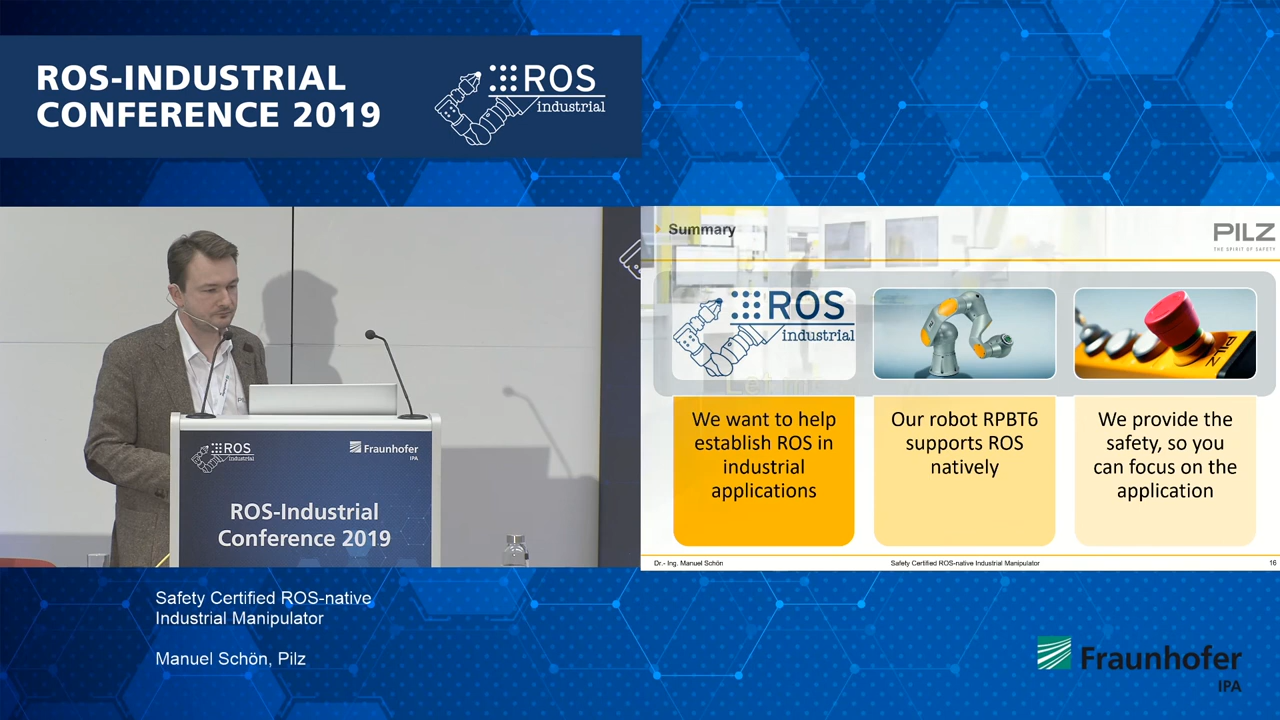 ROS-INDUSTRIAL
CONFERENCE 2019
ROS
industrial
Summary
PILZ
THE SPIRIT OF SAFETY
ROS
industrial
PILZ
Let m
We want to help
establish ROS in
industrial
applications
Our robot RPBT6
supports ROS
natively
We provide the
safety, so you
can focus on the
application
Dr.- Ing. Manuel Schön
Safety Certified ROS-native Industrial Manipulator
16
ROS
industrial
Fraunhofer
IPA
ROS-Industrial
Conference 2019
Safety Certified ROS-native
Industrial Manipulator
Manuel Schön, Pilz
Fraunhofer
IPA